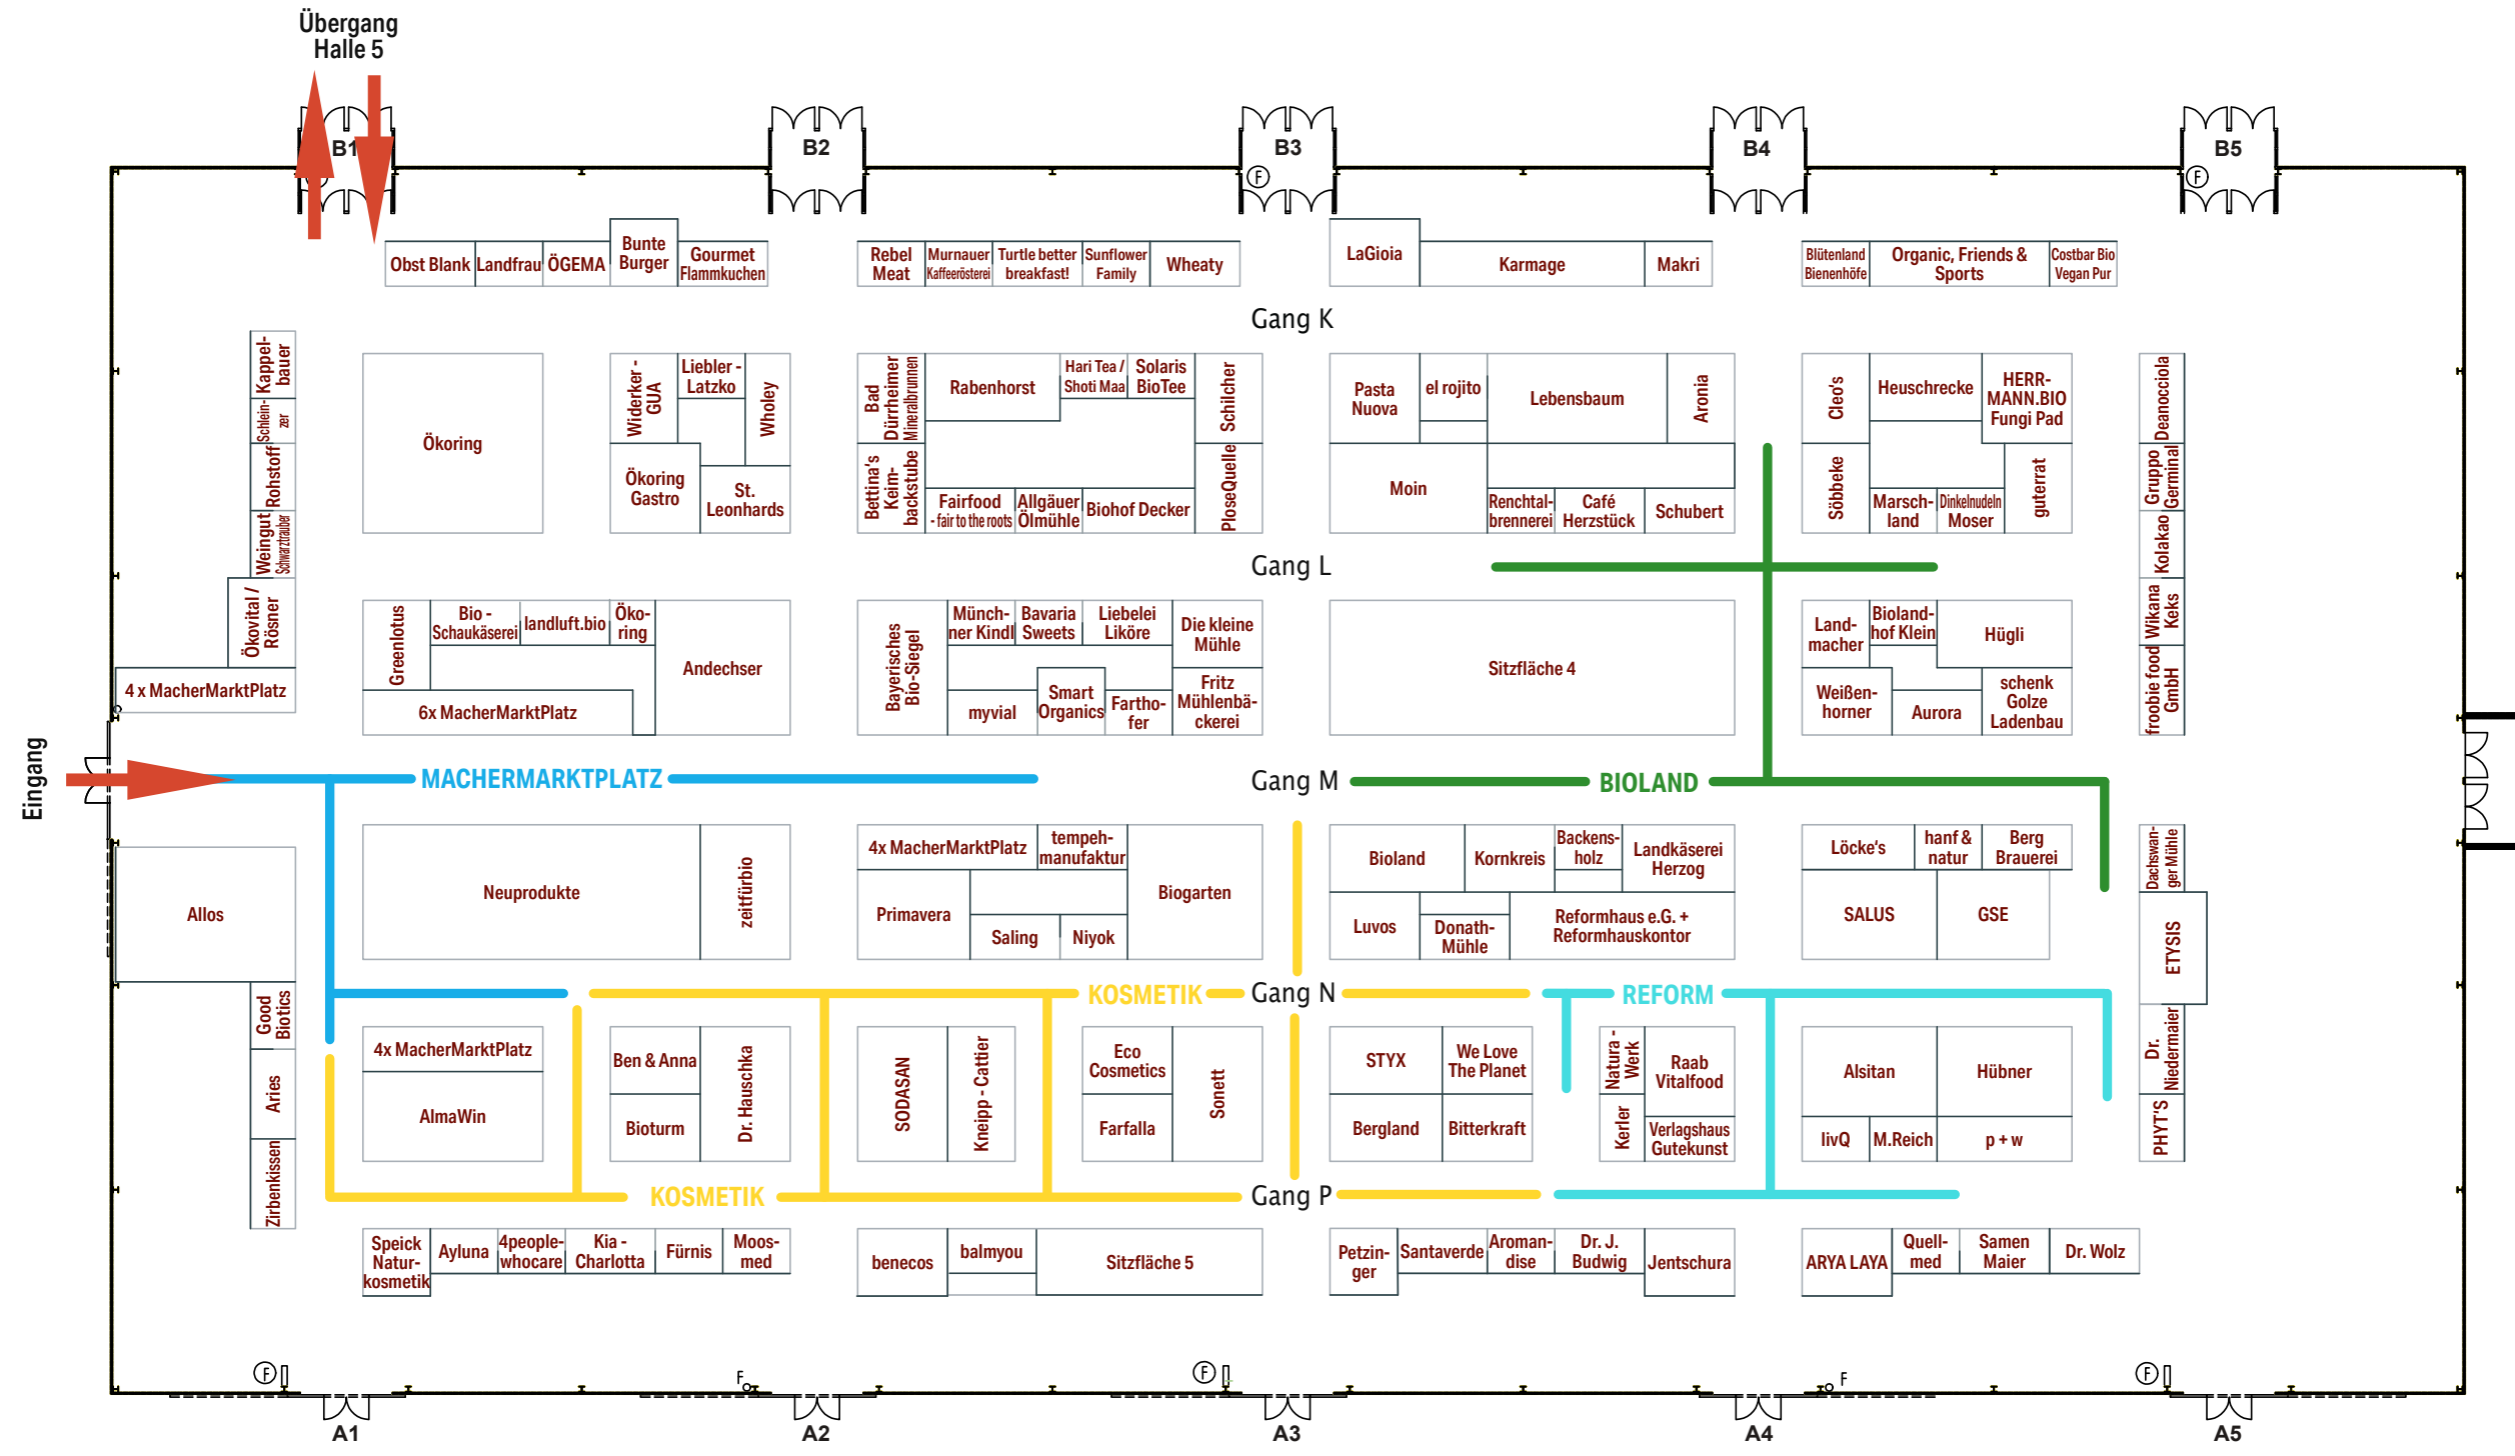 Übergang
Halle 5
B1
B2
B3
B4
B5
F
F
Obst Blank
Landfrau
ÖGEMA
Bunte
Burger
Gourmet
Flammkuchen
Rebel
Meat
Murnauer
Kaffeerösterei
Turtle better
breakfast!
Sunflower
Family
Wheaty
LaGioia
Karmage
Makri
Blütenland
Bienenhöfe
Organic, Friends &
Sports
Costbar Bio
Vegan Pur
Gang K
Kappel-
bauer
Schlein-
zer
Rohstoff
Weingut
Schwarztrauber
Ökovital /
Rösner
4 x MacherMarktPlatz
Ökoring
Widerker -
GUA
Liebler -
Latzko
Wholey
Ökoring
Gastro
St.
Leonhards
Bad
Dürrheimer
Mineralbrunnen
Rabenhorst
Hari Tea /
Shoti Maa
Solaris
BioTee
Schilcher
Bettina's
Keim-
backstube
Fairfood
- fair to the roots
Allgäuer
Ölmühle
Biohof Decker
PloseQuelle
Pasta
Nuova
el rojito
Lebensbaum
Aronia
Moin
Renchtal-
brennerei
Café
Herzstück
Schubert
Cleo's
Heuschrecke
HERR-
MANN.BIO
Fungi Pad
Söbbeke
Marsch-
land
Dinkelnudeln
Moser
guterrat
Deanocciola
Gruppo
Germinal
Kolakao
Wikana
Keks
froobie food
GmbH
Gang L
Greenlotus
Bio -
Schaukäserei
landluft.bio
Öko-
ring
Andechser
6x MacherMarktPlatz
Bayerisches
Bio-Siegel
Münch-
ner Kindl
Bavaria
Sweets
Liebelei
Liköre
Die kleine
Mühle
myvial
Smart
Organics
Fartho-
fer
Fritz
Mühlenbä-
ckerei
Sitzfläche 4
Land-
macher
Bioland-
hof Klein
Hügli
Weißen-
horner
Aurora
schenk
Golze
Ladenbau
Eingang
MACHERMARKTPLATZ
Gang M
BIOLAND
Allos
Neuprodukte
zeitfürbio
4x MacherMarktPlatz
tempeh-
manufaktur
Biogarten
Primavera
Saling
Niyok
Bioland
Kornkreis
Backens-
holz
Landkäserei
Herzog
Luvos
Donath-
Mühle
Reformhaus e.G. +
Reformhauskontor
Löcke's
hanf &
natur
Berg
Brauerei
SALUS
GSE
Dachswan-
ger Mühle
ETYSIS
Dr.
Niedermaier
PHYT'S
KOSMETIK
Gang N
REFORM
Good
Biotics
Aries
Zirbenkissen
4x MacherMarktPlatz
AlmaWin
Ben & Anna
Bioturm
Dr. Hauschka
SODASAN
Kneipp - Cattier
Eco
Cosmetics
Farfalla
Sonett
STYX
We Love
The Planet
Bergland
Bitterkraft
Natura -
Werk
Kerler
Raab
Vitalfood
Verlagshaus
Gutekunst
Alsitan
Hübner
livQ
M.Reich
p + w
KOSMETIK
Gang P
Speick
Natur-
kosmetik
Ayluna
4people-
whocare
Kia -
Charlotta
Fürnis
Moos-
med
benecos
balmyou
Sitzfläche 5
Petzin-
ger
Santaverde
Aroman-
dise
Dr. J.
Budwig
Jentschura
ARYA LAYA
Quell-
med
Samen
Maier
Dr. Wolz
F
F
F
F
F
A1
A2
A3
A4
A5